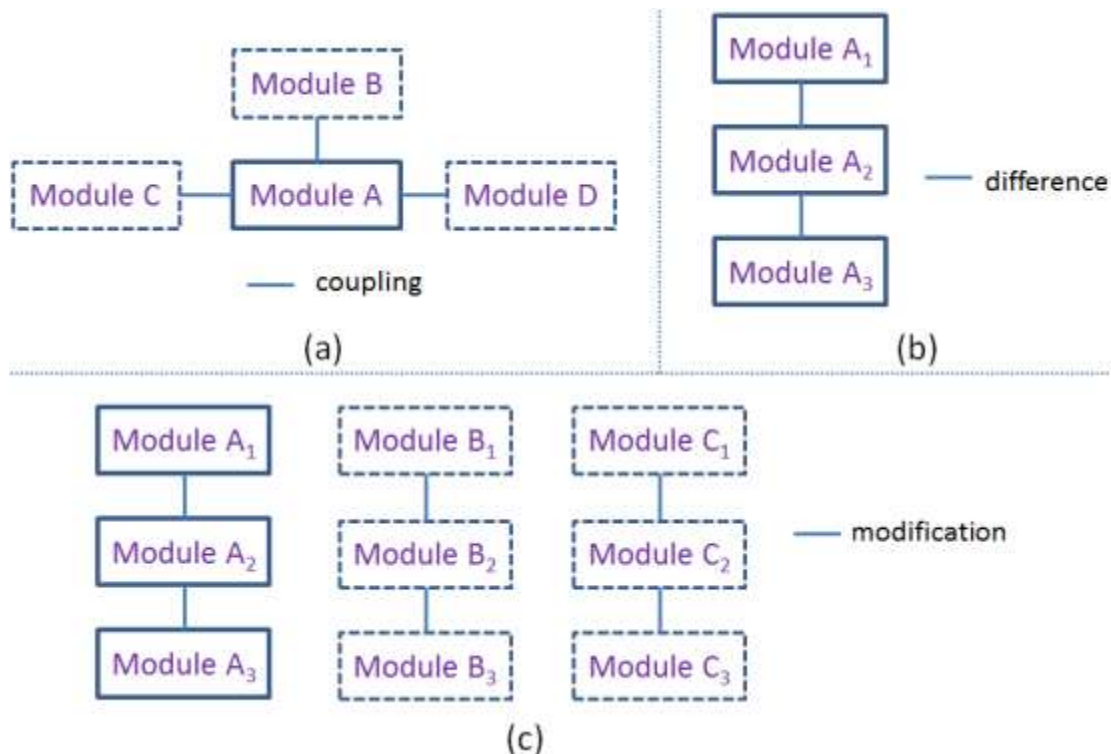 Module B
Module C Module A Module D
coupling
(a)
Module A₁
Module A₂
Module A₃
difference
(b)
Module A₁ Module B₁ Module C₁
Module A₂ Module B₂ Module C₂
modification
Module A₃ Module B₃ Module C₃
(c)